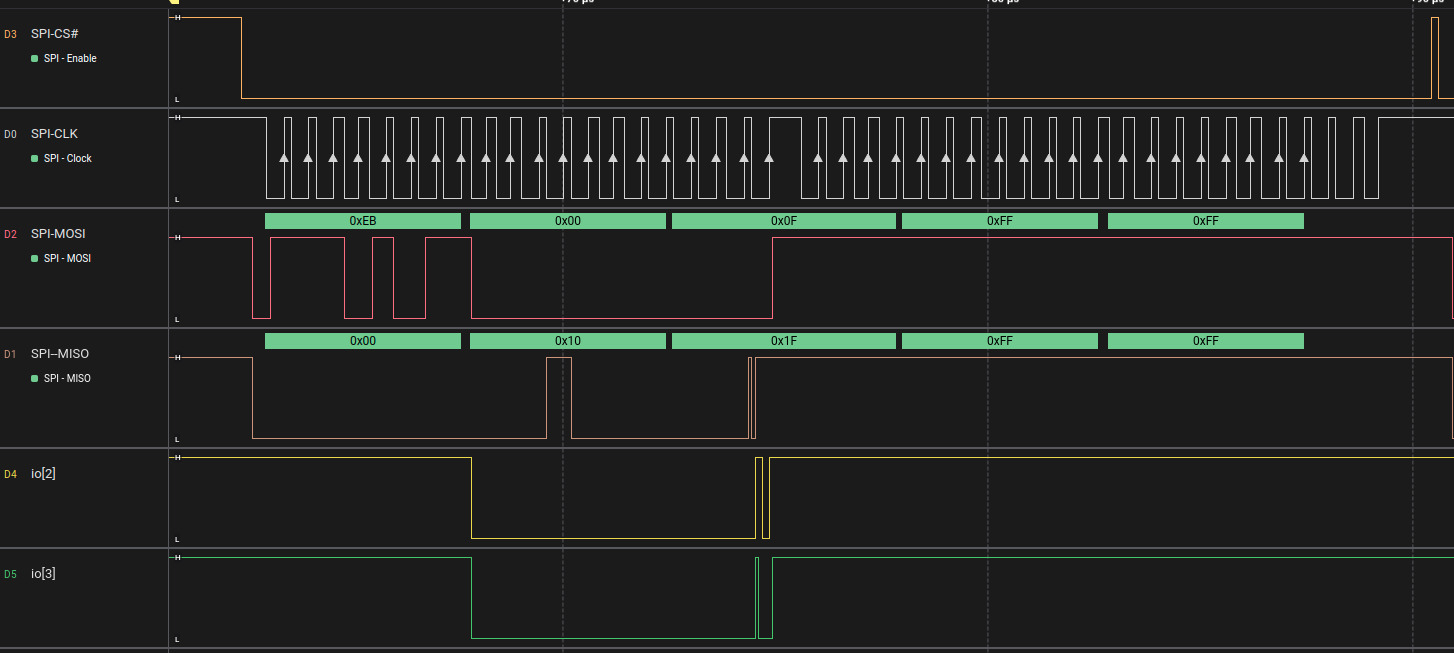 D3 SPI-CS#
SPI - Enable
H
L
D0 SPI-CLK
SPI - Clock
H
L
D2 SPI-MOSI
SPI - MOSI
H
L
0xEB 0x00 0x0F 0xFF 0xFF
D1 SPI--MISO
SPI - MISO
H
L
0x00 0x10 0x1F 0xFF 0xFF
D4 io[2]
H
L
D5 io[3]
H
L